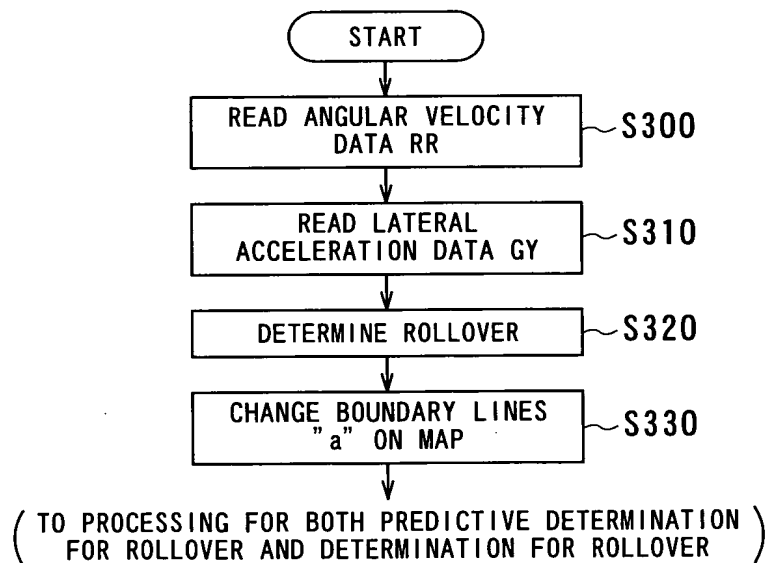 START
READ ANGULAR VELOCITY
DATA RR
S300
READ LATERAL
ACCELERATION DATA GY
S310
DETERMINE ROLLOVER
S320
CHANGE BOUNDARY LINES
"a" ON MAP
S330
(TO PROCESSING FOR BOTH PREDICTIVE DETERMINATION
FOR ROLLOVER AND DETERMINATION FOR ROLLOVER)